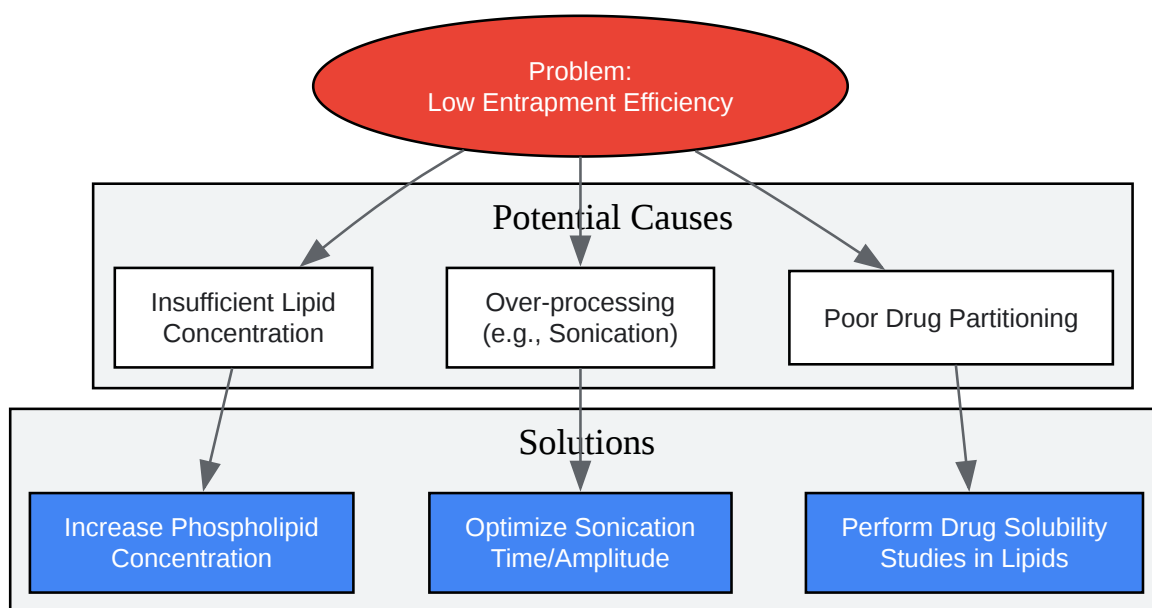 Problem:
Low Entrapment Efficiency
Potential Causes
Insufficient Lipid
Concentration
Over-processing
(e.g., Sonication)
Poor Drug Partitioning
Solutions
Increase Phospholipid
Concentration
Optimize Sonication
Time/Amplitude
Perform Drug Solubility
Studies in Lipids